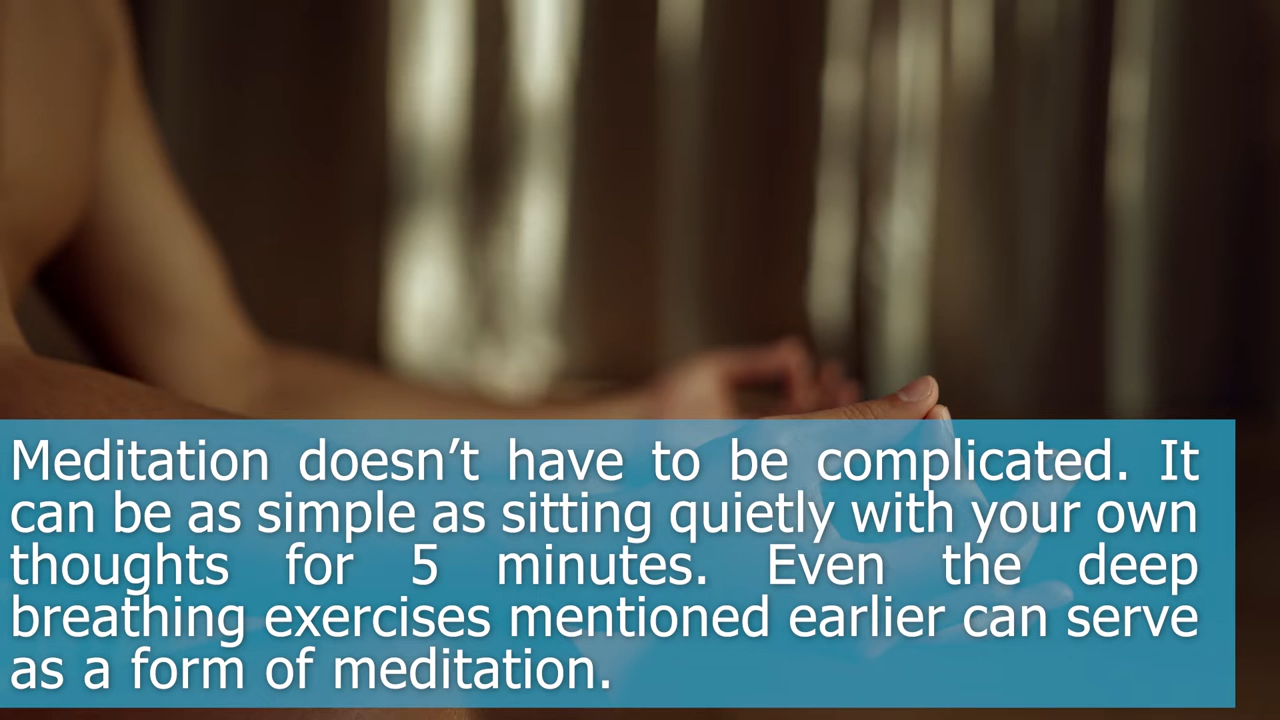 Meditation doesn’t have to be complicated. It
can be as simple as sitting quietly with your own
thoughts for 5 minutes. Even the deep
breathing exercises mentioned earlier can serve
as a form of meditation.